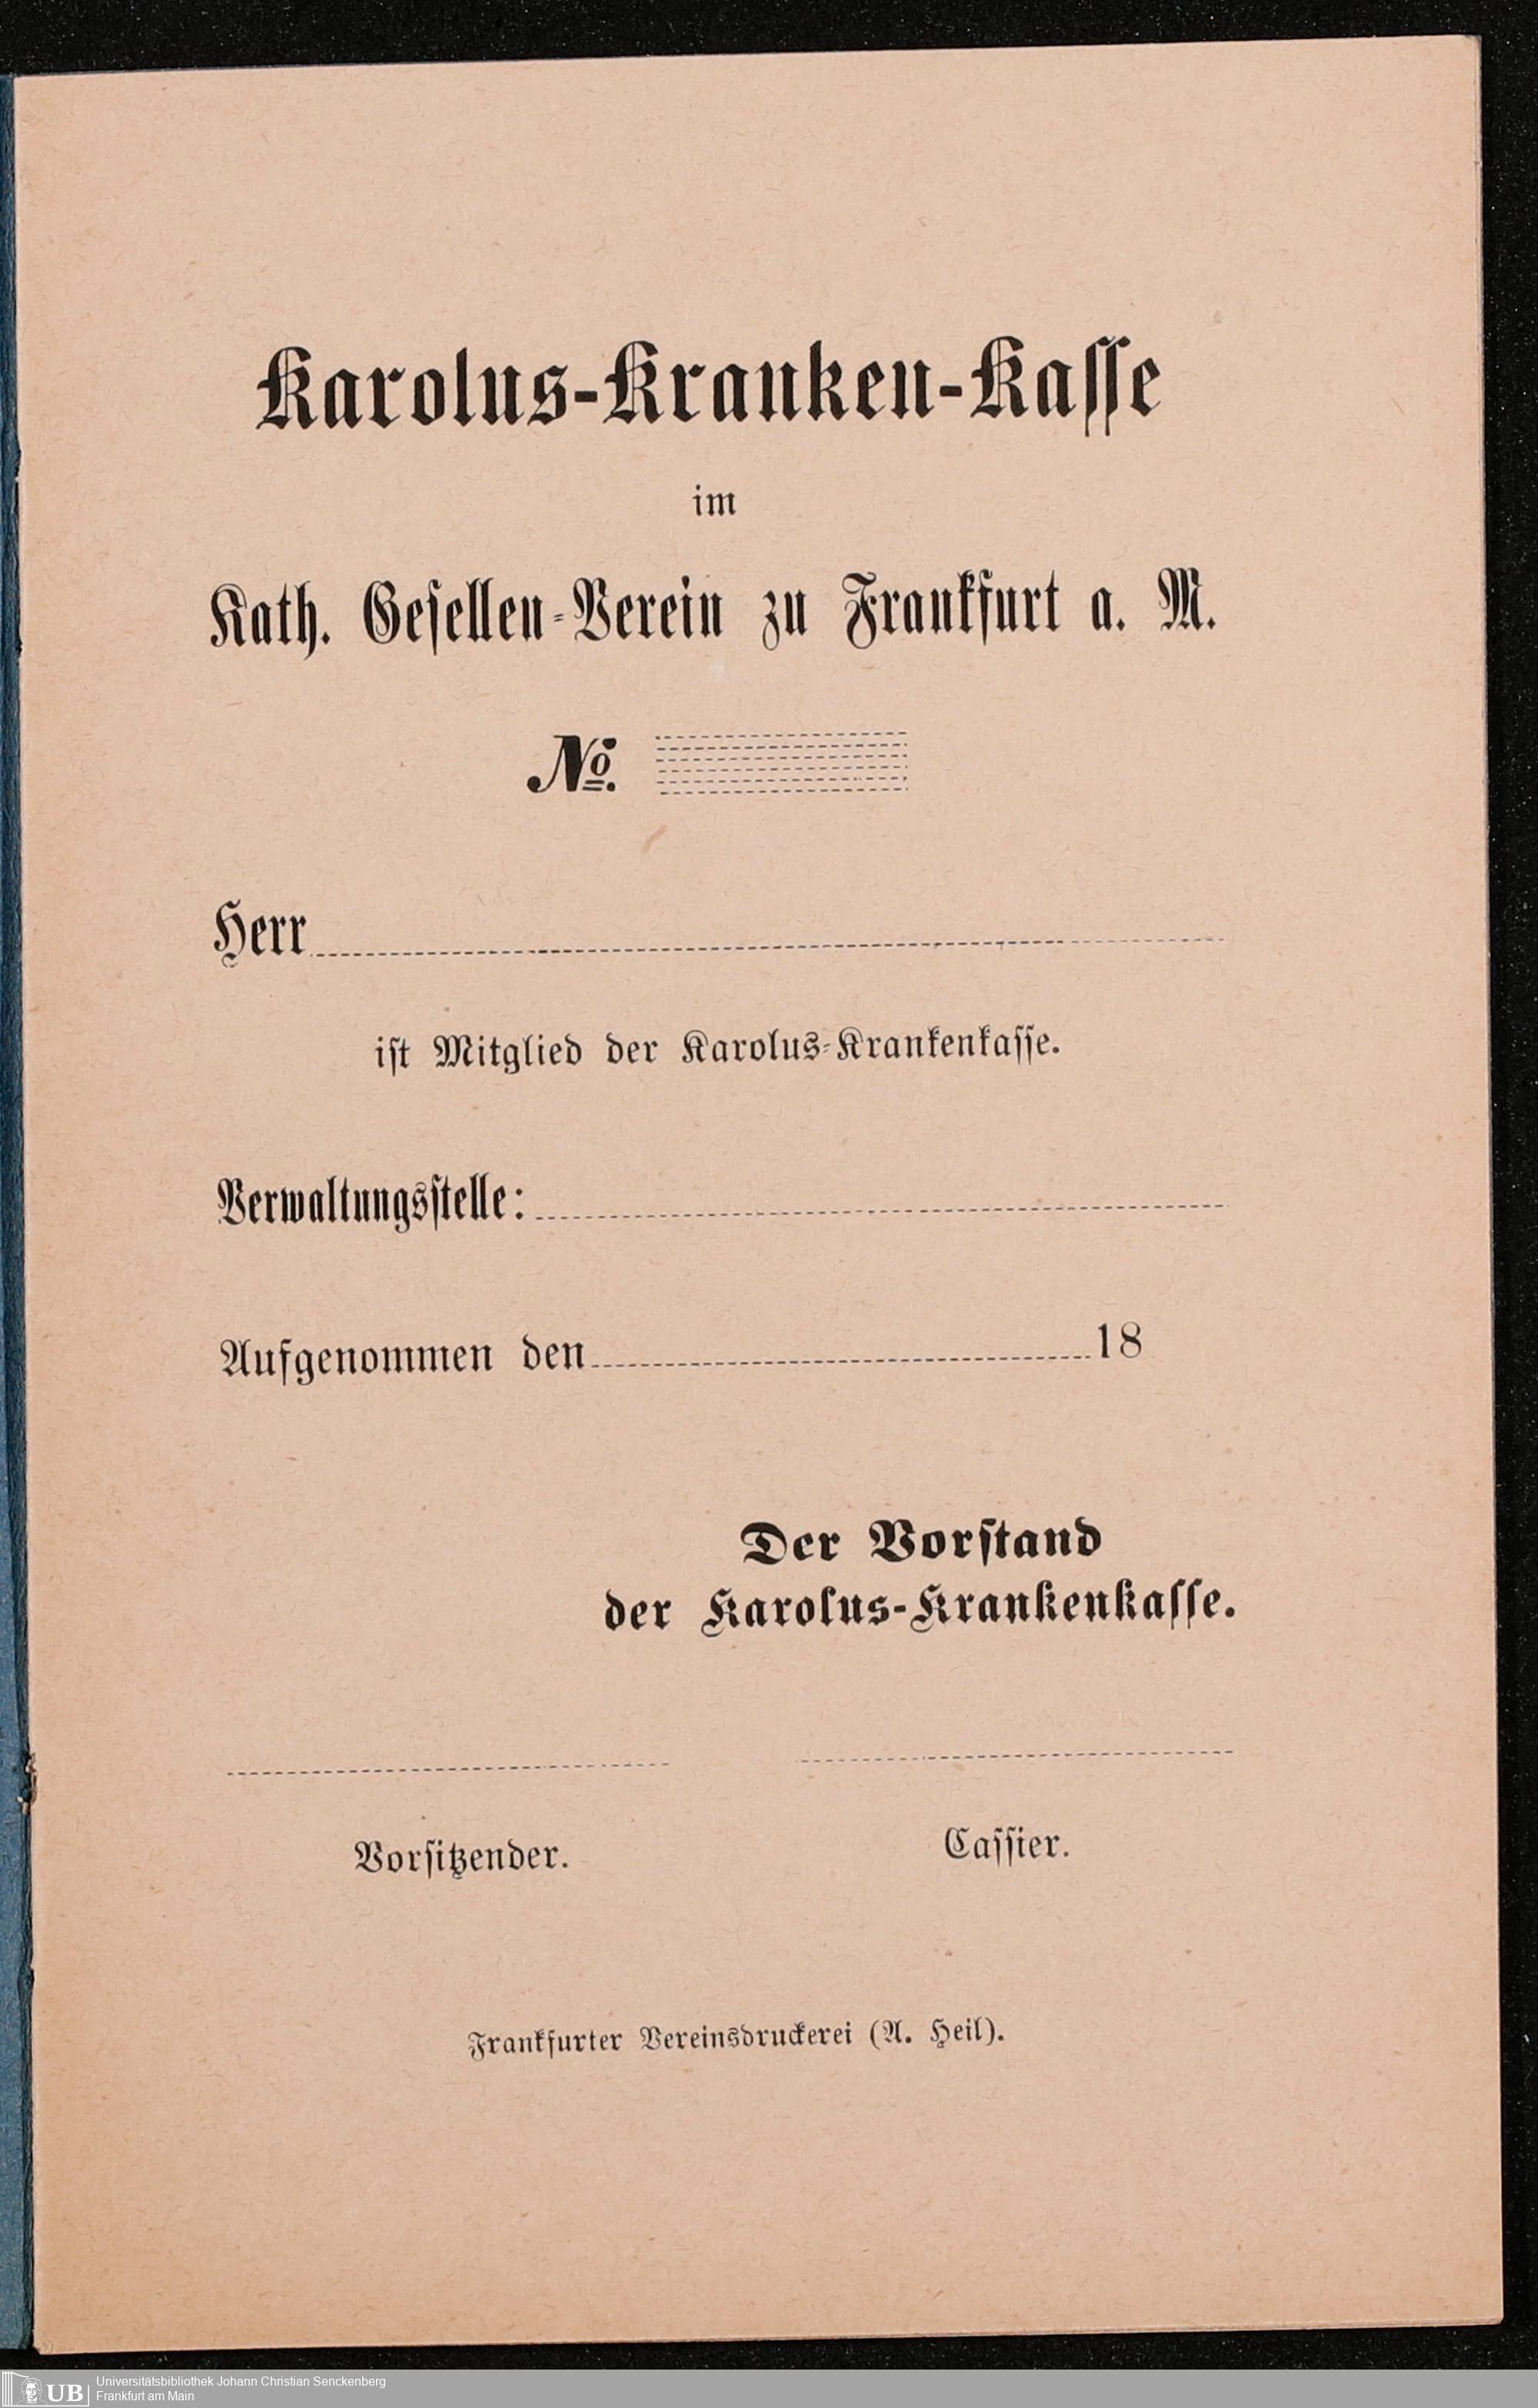 Karolus-Kranken-Kasse
im
Kath. Gesellen-Verein zu Frankfurt a. M.
No.
Herr
ist Mitglied der Karolus-Krankenkasse.
Verwaltungsstelle:
Aufgenommen den 18
Der Vorstand
der Karolus-Krankenkasse.
Vorsitzender.
Cassier.
Frankfurter Vereinsdruckerei (A. Heil).
UB
Universitätsbibliothek Johann Christian Senckenberg
Frankfurt am Main